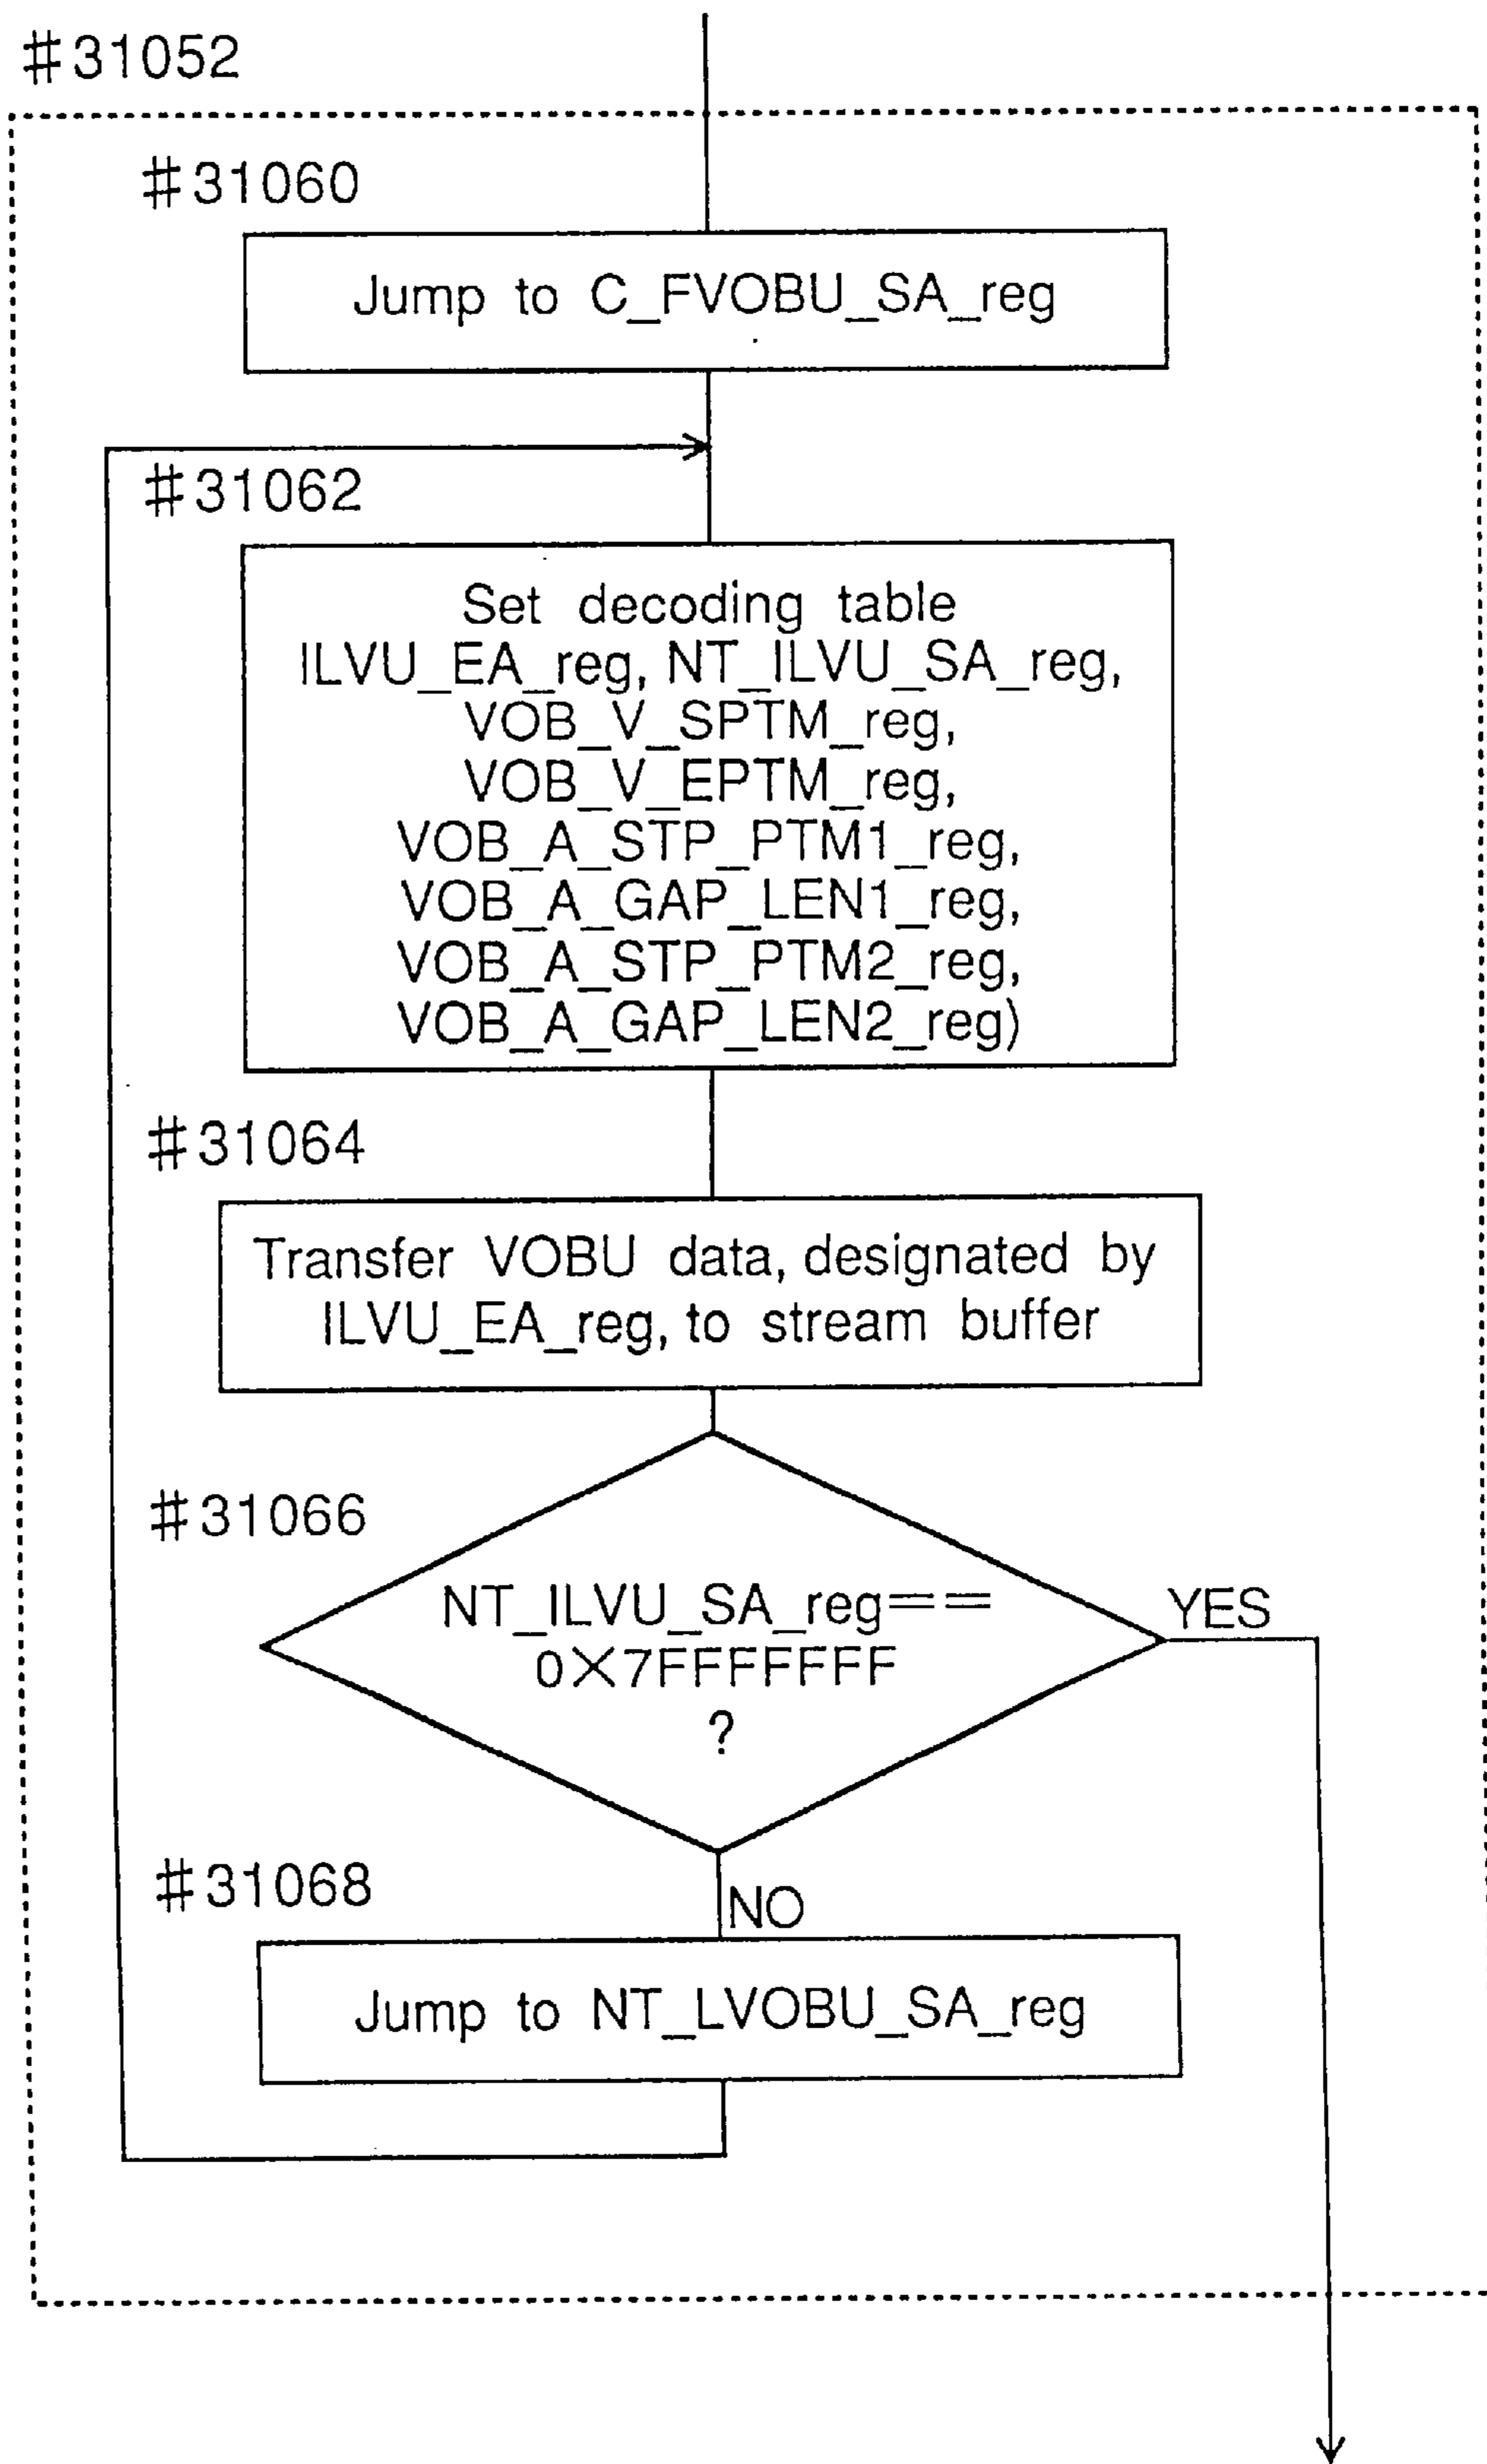 #31052
#31060
Jump to C_FVOBU_SA_reg
#31062
Set decoding table
ILVU_EA_reg, NT_ILVU_SA_reg,
VOB_V_SPTM_reg,
VOB_V_EPTM_reg,
VOB_A_STP_PTM1_reg,
VOB_A_GAP_LEN1_reg,
VOB_A_STP_PTM2_reg,
VOB_A_GAP_LEN2_reg)
#31064
Transfer VOBU data, designated by
ILVU_EA_reg, to stream buffer
#31066
NT_ILVU_SA_reg==
0X7FFFFFFF
?
YES
#31068
NO
Jump to NT_LVOBU_SA_reg